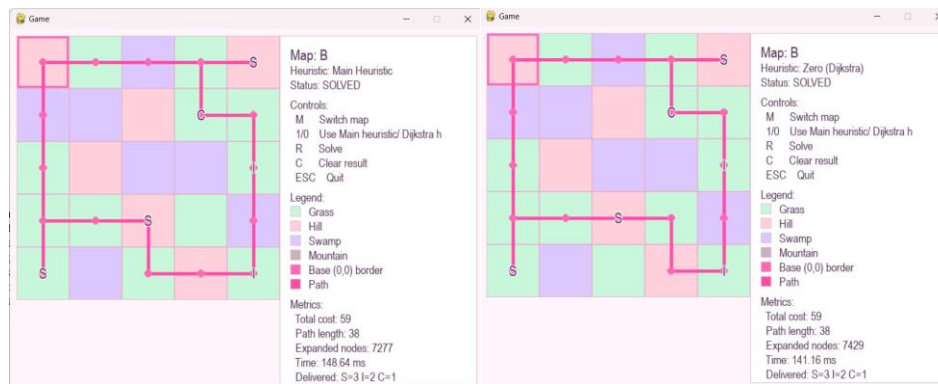 Game
S
C
I
S
S
I
Map: B
Heuristic: Main Heuristic
Status: SOLVED
Controls:
M Switch map
1/0 Use Main heuristic/ Dijkstra h
R Solve
C Clear result
ESC Quit
Legend:
Grass
Hill
Swamp
Mountain
Base (0,0) border
Path
Metrics:
Total cost: 59
Path length: 38
Expanded nodes: 7277
Time: 148.64 ms
Delivered: S=3 I=2 C=1
Game
S
C
I
S
S
I
Map: B
Heuristic: Zero (Dijkstra)
Status: SOLVED
Controls:
M Switch map
1/0 Use Main heuristic/ Dijkstra h
R Solve
C Clear result
ESC Quit
Legend:
Grass
Hill
Swamp
Mountain
Base (0,0) border
Path
Metrics:
Total cost: 59
Path length: 38
Expanded nodes: 7429
Time: 141.16 ms
Delivered: S=3 I=2 C=1